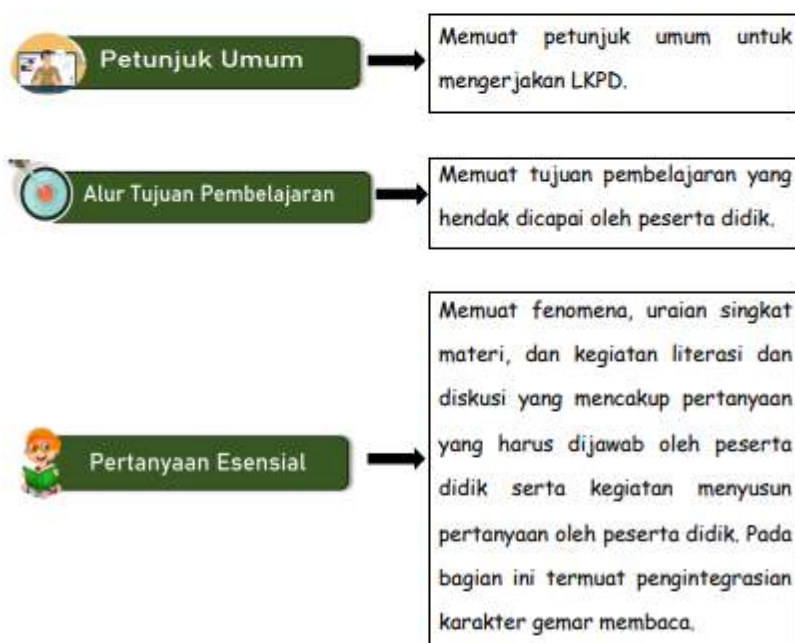 Petunjuk Umum
Memuat petunjuk umum untuk
mengerjakan LKPD.
Alur Tujuan Pembelajaran
Memuat tujuan pembelajaran yang
hendak dicapai oleh peserta didik.
Pertanyaan Esensial
Memuat fenomena, uraian singkat
materi, dan kegiatan literasi dan
diskusi yang mencakup pertanyaan
yang harus dijawab oleh peserta
didik serta kegiatan menyusun
pertanyaan oleh peserta didik. Pada
bagian ini termuat pengintegrasian
karakter gemar membaca.